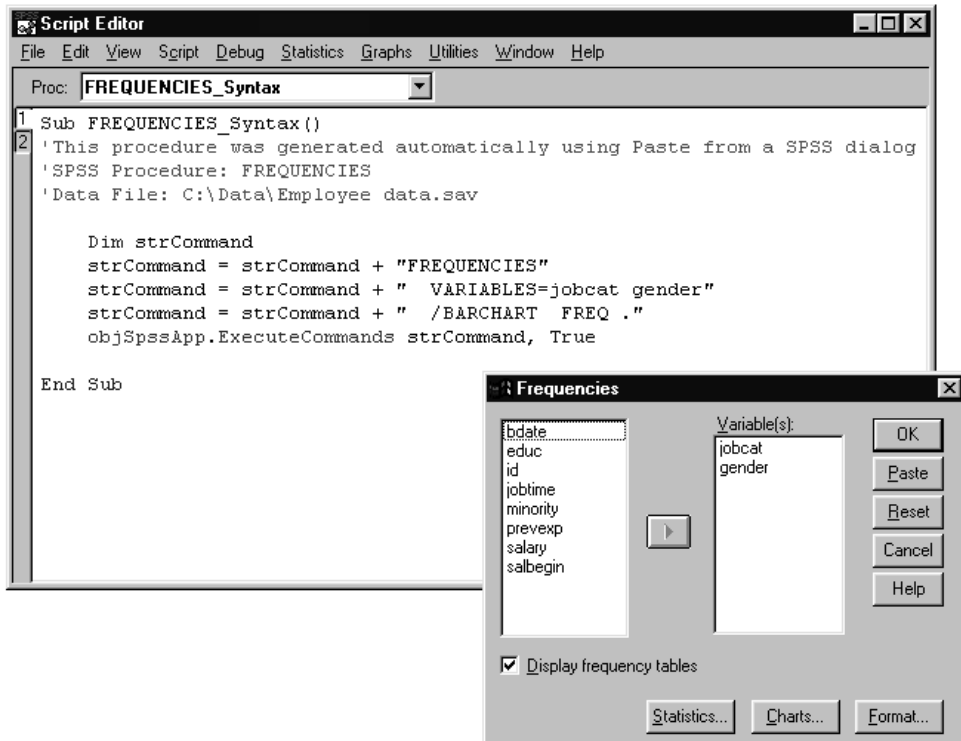 Script Editor
File Edit View Script Debug Statistics Graphs Utilities Window Help
Proc: FREQUENCIES_Syntax
1
2
Sub FREQUENCIES_Syntax()
'This procedure was generated automatically using Paste from a SPSS dialog
'SPSS Procedure: FREQUENCIES
'Data File: C:\Data\Employee data.sav
Dim strCommand
strCommand = strCommand + "FREQUENCIES"
strCommand = strCommand + "  VARIABLES=jobcat gender"
strCommand = strCommand + "  /BARCHART  FREQ ."
objSpssApp.ExecuteCommands strCommand, True
End Sub
Frequencies
bdate
educ
id
jobtime
minority
prevexp
salary
salbegin
Variable(s):
jobcat
gender
OK
Paste
Reset
Cancel
Help
Display frequency tables
Statistics...
Charts...
Format...